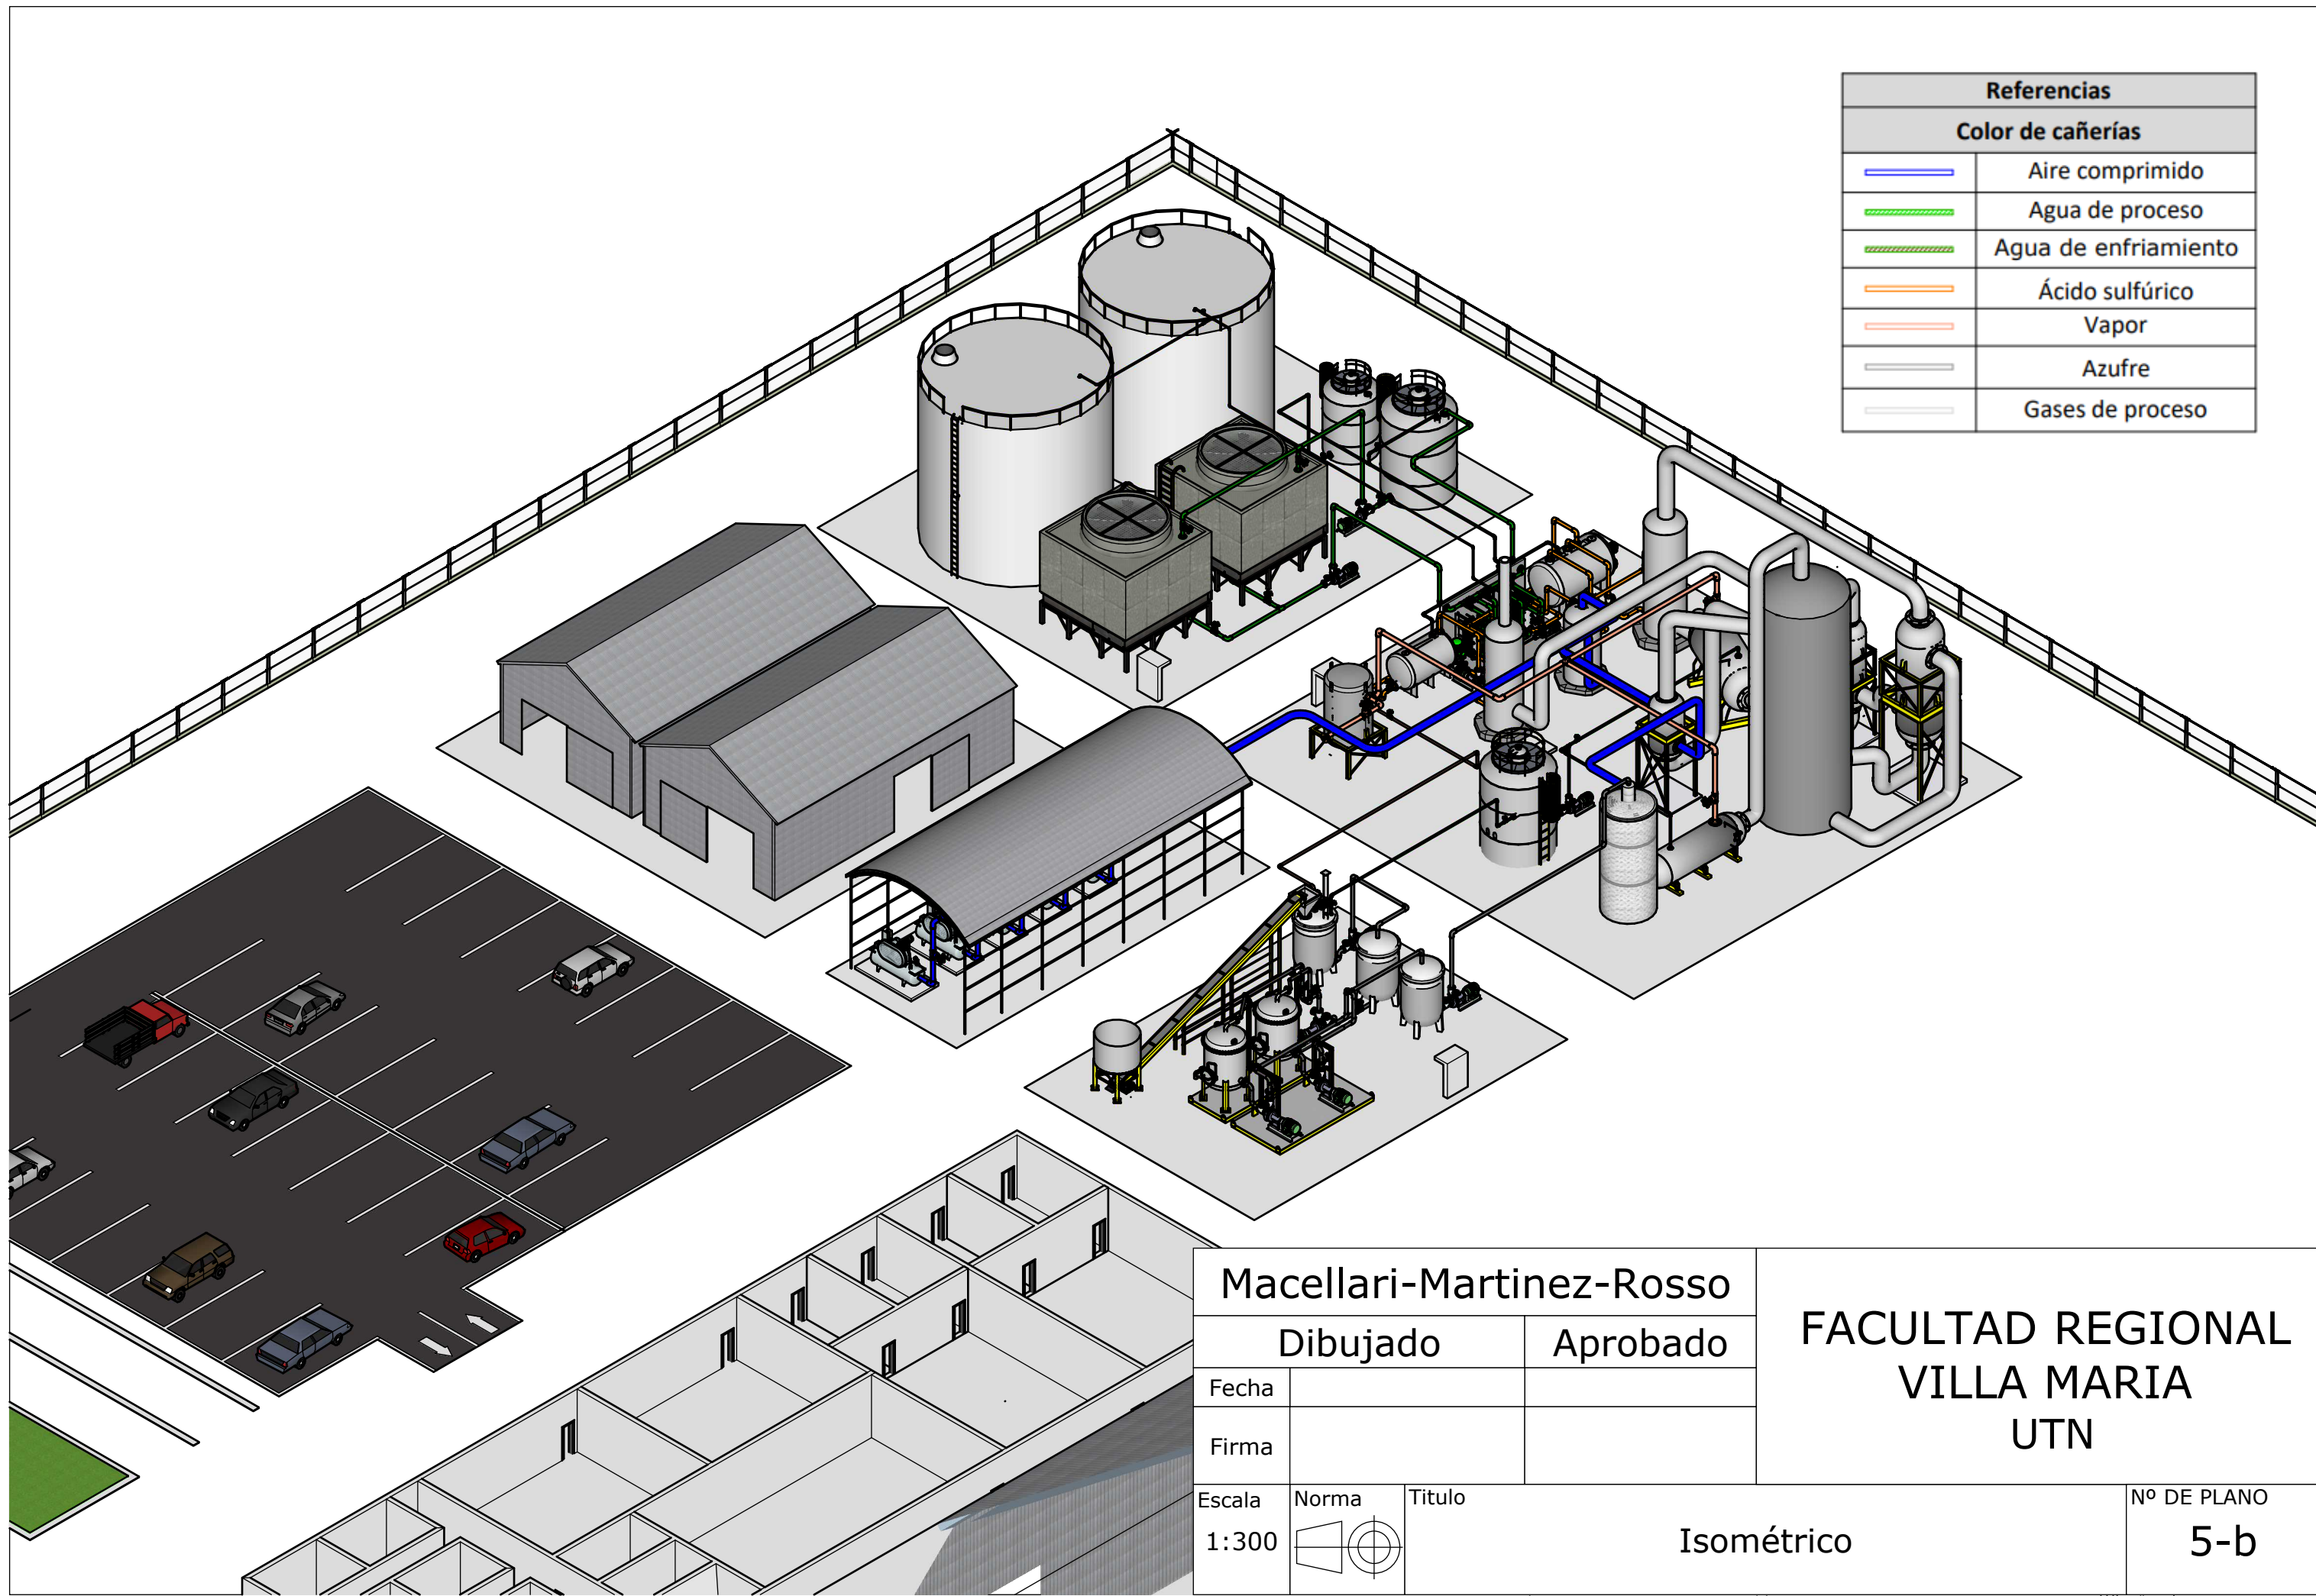 Referencias
Color de cañerías
Aire comprimido
Agua de proceso
Agua de enfriamiento
Ácido sulfúrico
Vapor
Azufre
Gases de proceso
Macellari-Martinez-Rosso
Dibujado
Aprobado
Fecha
Firma
FACULTAD REGIONAL
VILLA MARIA
UTN
Escala
1:300
Norma
Titulo
Isométrico
Nº DE PLANO
5-b